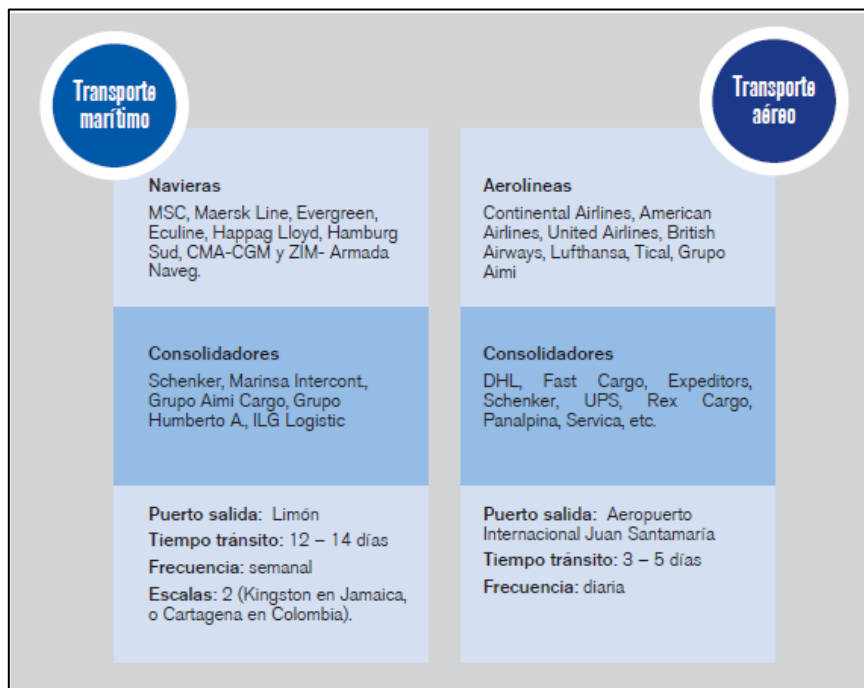 Transporte
marítimo
Navieras
MSC, Maersk Line, Evergreen,
Eculine, Happag Lloyd, Hamburg
Sud, CMA-CGM y ZIM- Armada
Naveg.
Consolidadores
Schenker, Marinsa Intercont.,
Grupo Aimi Cargo, Grupo
Humberto A., ILG Logistic
Puerto salida: Limón
Tiempo tránsito: 12 – 14 días
Frecuencia: semanal
Escalas: 2 (Kingston en Jamaica,
o Cartagena en Colombia).
Transporte
aéreo
Aerolíneas
Continental Airlines, American
Airlines, United Airlines, British
Airways, Lufthansa, Tical, Grupo
Aimi
Consolidadores
DHL, Fast Cargo, Expeditors,
Schenker, UPS, Rex Cargo,
Panalpina, Servica, etc.
Puerto salida: Aeropuerto
Internacional Juan Santamaría
Tiempo tránsito: 3 – 5 días
Frecuencia: diaria